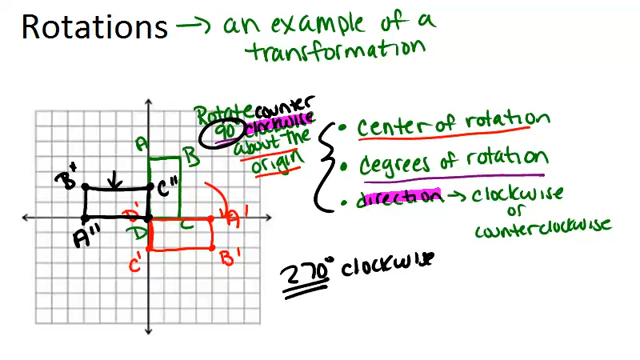 Rotations → an example of a
transformation
Rotate counter
90° clockwise
about the
origin
• center of rotation
• degrees of rotation
• direction → clockwise
or
counterclockwise
A
B
B"
C"
D'
A'
A"
D
C
C'
B'
270° clockwise